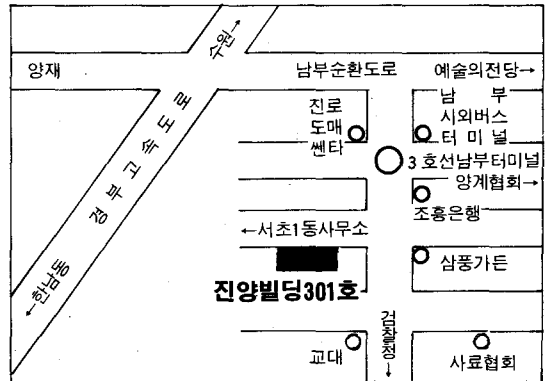 수원→
양재
남부순환도로
예술의전당→
진로
도매
쎈타
남 부
시외버스
터 미 널
3호선남부터미널
양계협회→
조흥은행
경부고속도로
←서초1동사무소
삼풍가든
진양빌딩301호
←한남동
교대
검찰청→
사료협회